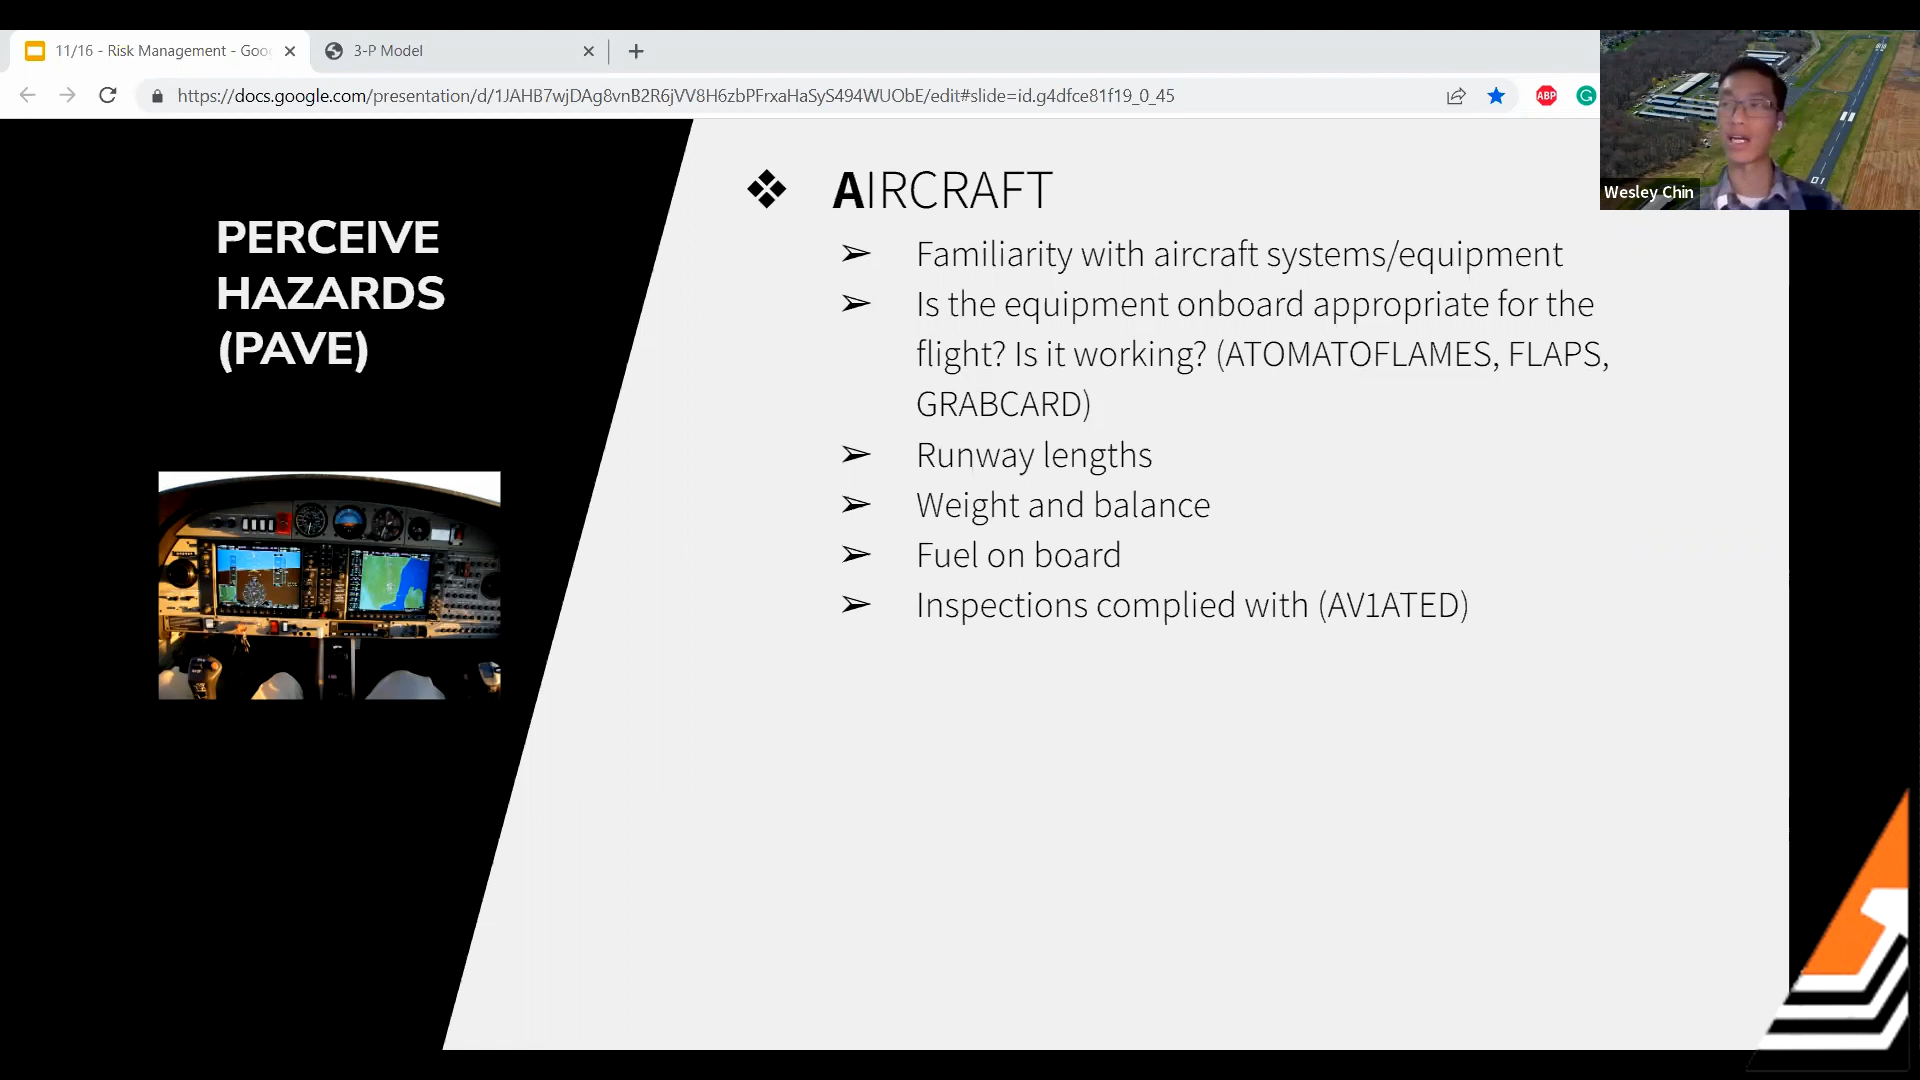 11/16 - Risk Management - Goo
3-P Model
https://docs.google.com/presentation/d/1JAHB7wjDAg8vnB2R6jVV8H6zbPFrxaHaSyS494WUObE/edit#slide=id.g4dfce81f19_0_45
ABP
Wesley Chin
01
PERCEIVE
HAZARDS
(PAVE)
❖ AIRCRAFT
➢ Familiarity with aircraft systems/equipment
➢ Is the equipment onboard appropriate for the
flight? Is it working? (ATOMATOFLAMES, FLAPS,
GRABCARD)
➢ Runway lengths
➢ Weight and balance
➢ Fuel on board
➢ Inspections complied with (AV1ATED)